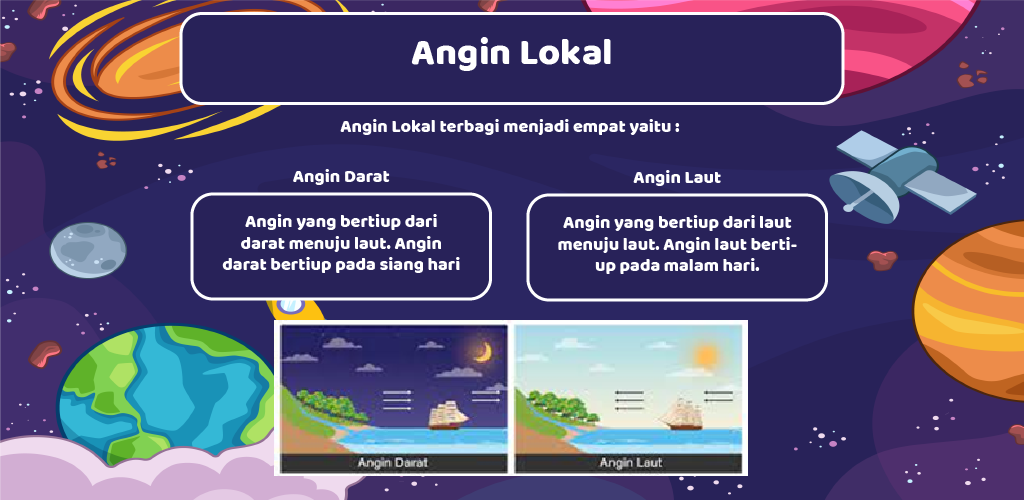 Angin Lokal
Angin Lokal terbagi menjadi empat yaitu :
Angin Darat
Angin yang bertiup dari
darat menuju laut. Angin
darat bertiup pada siang hari
Angin Laut
Angin yang bertiup dari laut
menuju laut. Angin laut berti-
up pada malam hari.
Angin Darat
Angin Laut